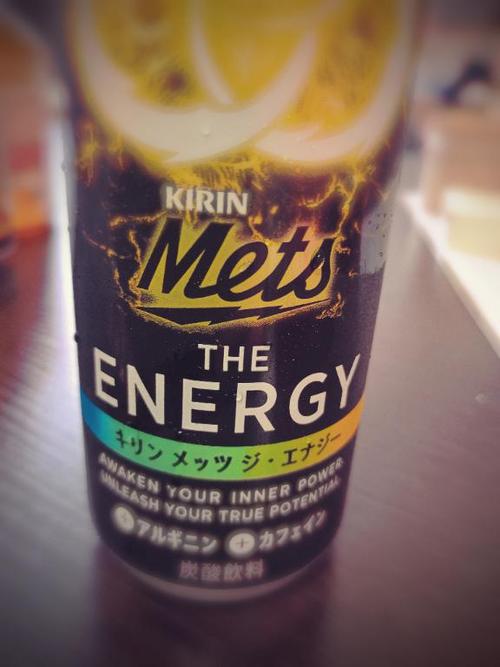 KIRIN
Mets
THE
ENERGY
キリン メッツ ジ・エナジー
AWAKEN YOUR INNER POWER.
UNLEASH YOUR TRUE POTENTIAL.
+アルギニン +カフェイン
炭酸飲料